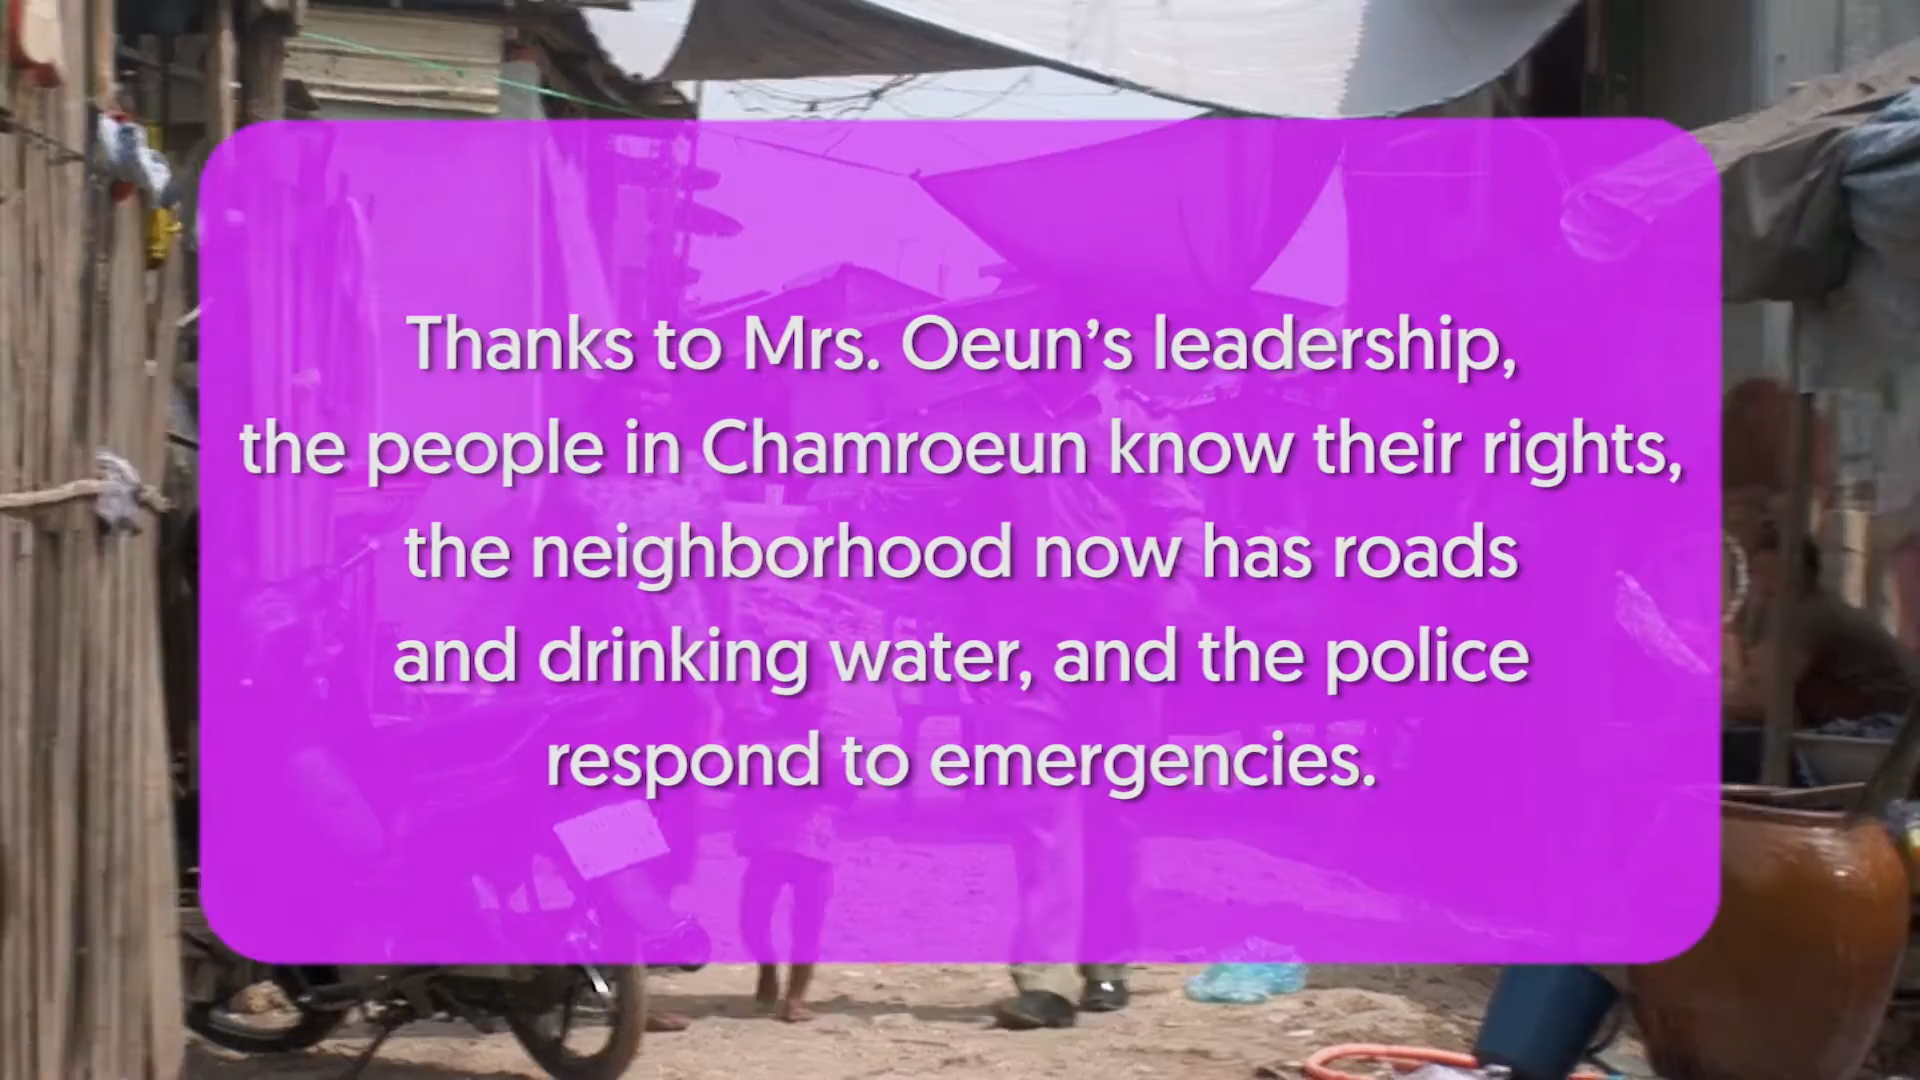 Thanks to Mrs. Oeun’s leadership,
the people in Chamroeun know their rights,
the neighborhood now has roads
and drinking water, and the police
respond to emergencies.